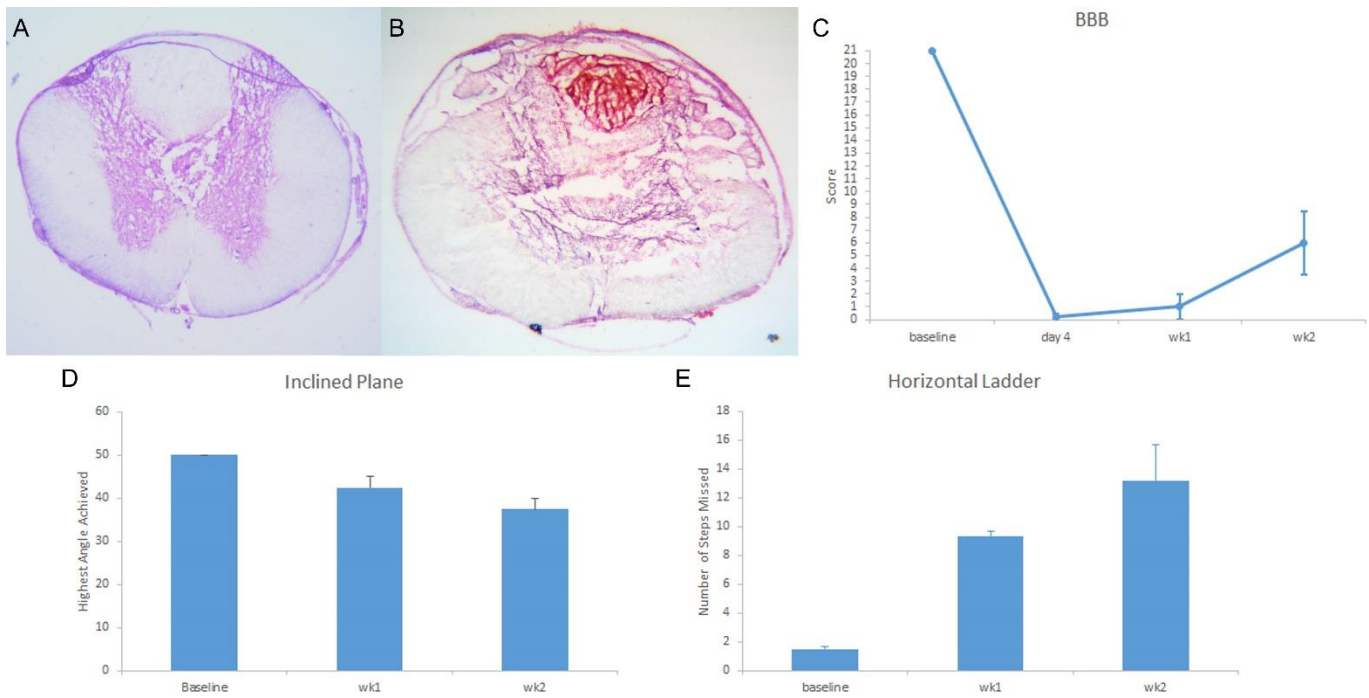 A
B
C
BBB
Score
21
20
19
18
17
16
15
14
13
12
11
10
9
8
7
6
5
4
3
2
1
0
baseline
day 4
wk1
wk2
D
Inclined Plane
Highest Angle Achieved
60
50
40
30
20
10
0
Baseline
wk1
wk2
E
Horizontal Ladder
Number of Steps Missed
18
16
14
12
10
8
6
4
2
0
baseline
wk1
wk2